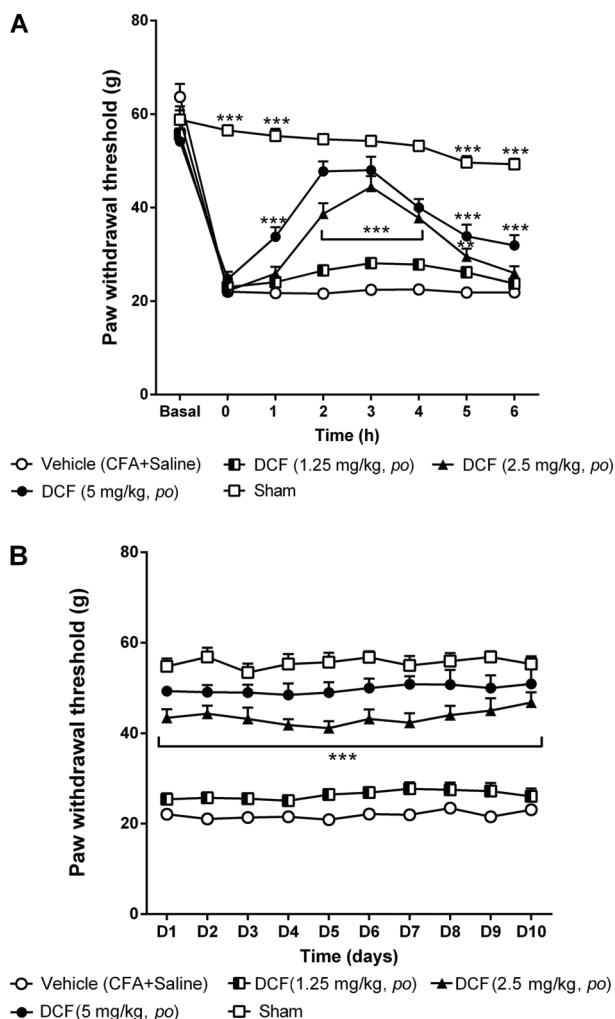 A
Paw withdrawal threshold (g)
80
60
40
20
0
*** ***
*** ***
***
***
*** ***
**
Basal 0 1 2 3 4 5 6
Time (h)
Vehicle (CFA+Saline) DCF (1.25 mg/kg, po) DCF (2.5 mg/kg, po)
DCF (5 mg/kg, po) Sham
B
Paw withdrawal threshold (g)
80
60
40
20
0
***
D1 D2 D3 D4 D5 D6 D7 D8 D9 D10
Time (days)
Vehicle (CFA+Saline) DCF(1.25 mg/kg, po) DCF(2.5 mg/kg, po)
DCF(5 mg/kg, po) Sham